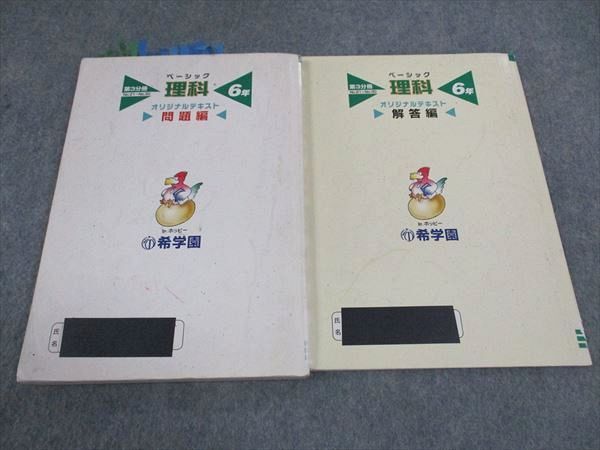 ベーシック
第3分冊
理科
6年
オリジナルテキスト
問題編
by.ホッピー
希学園
氏名
ベーシック
第3分冊
理科
6年
オリジナルテキスト
解答編
by.ホッピー
希学園
氏名